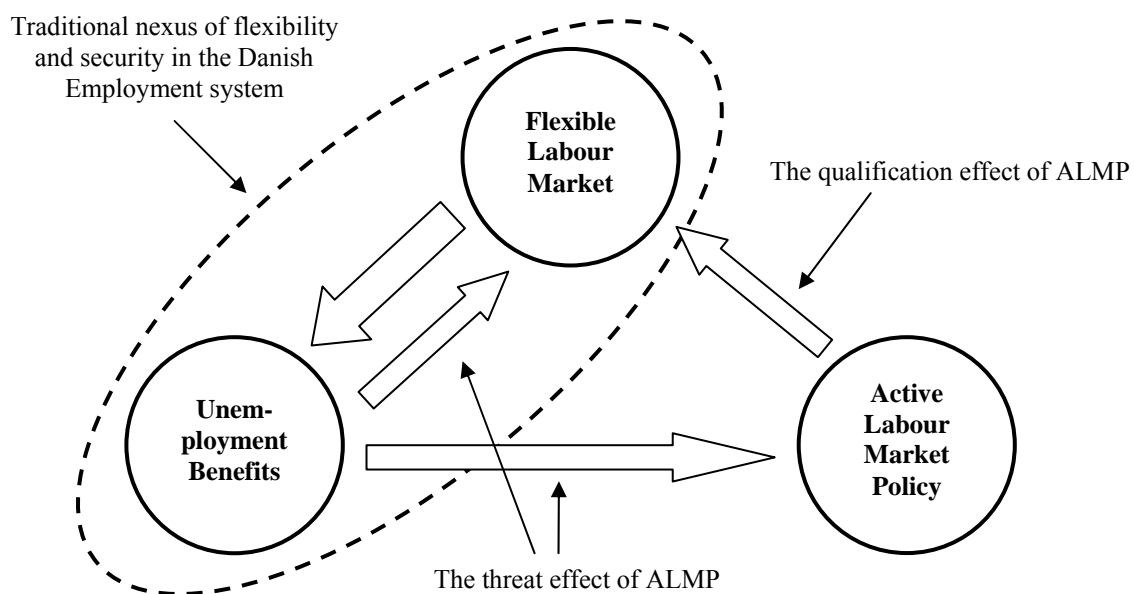 Traditional nexus of flexibility
and security in the Danish
Employment system
Flexible
Labour
Market
The qualification effect of ALMP
Unem-
ployment
Benefits
Active
Labour
Market
Policy
The threat effect of ALMP